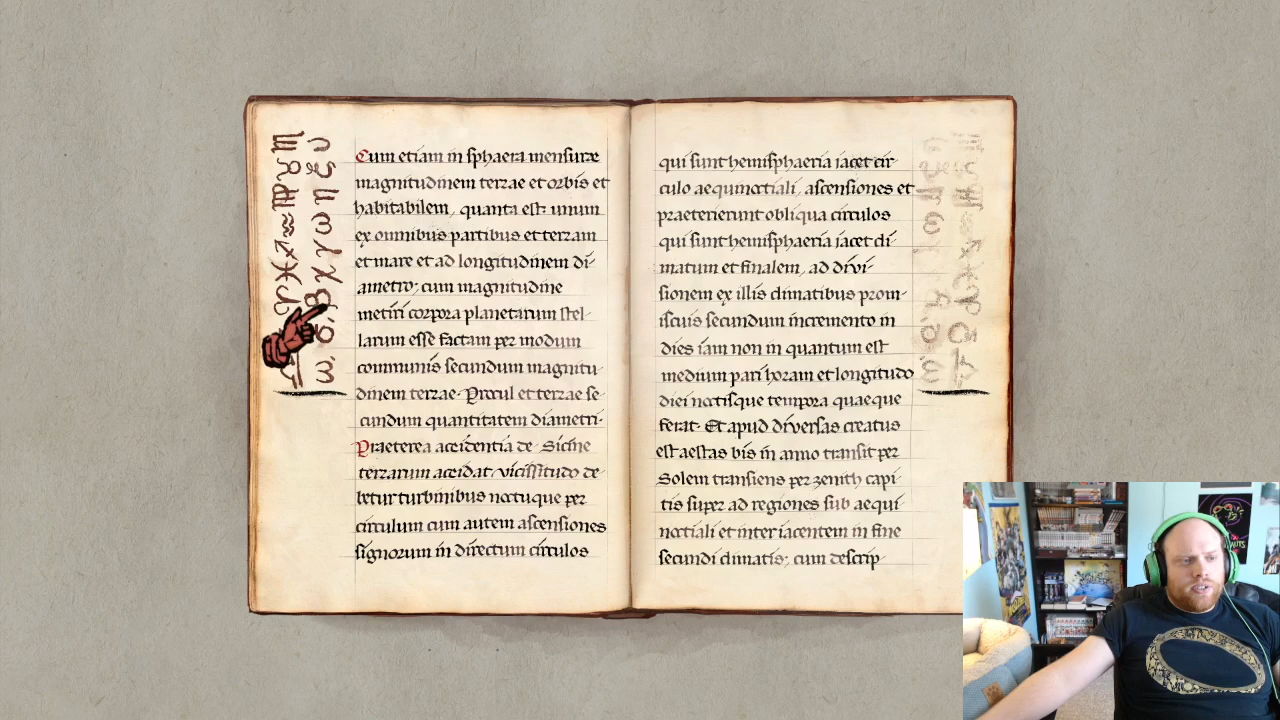 Cum etiam in sphaera mensurae
magnitudinem terrae et orbis et
habitabilem, quanta est unum
ex omnibus partibus et terram
et mare et ad longitudinem di-
ametro; cum magnitudine
metiri corpora planetarum stel-
larum esse factam per modum
communis secundum magnitu-
dinem terrae. Procul et terrae se-
cundum quantitatem diametri.
Praeterea accidentia de Sicine
terrarum accidat, vicissitudo de-
betur turbinibus noctuque per
circulum cum autem ascensiones
signorum in directum circulos
qui sunt hemisphaeria iacet cir-
culo aequinoctiali, ascensiones et
praeterierunt obliqua circulos
qui sunt hemisphaeria iacet di-
matum et finalem, ad divi-
sionem ex illis climatibus prom-
iscuis secundum incremento in
dies iam non in quantum est
medium pari horam et longitudo
diei noctisque tempora quaeque
ferat. Et apud diversas creatus
est aestas bis in anno transit per
Solem transiens per zenith capi-
tis super ad regiones sub aequi
noctiali et inter iacentem in fine
secundi climatis; cum descrip-